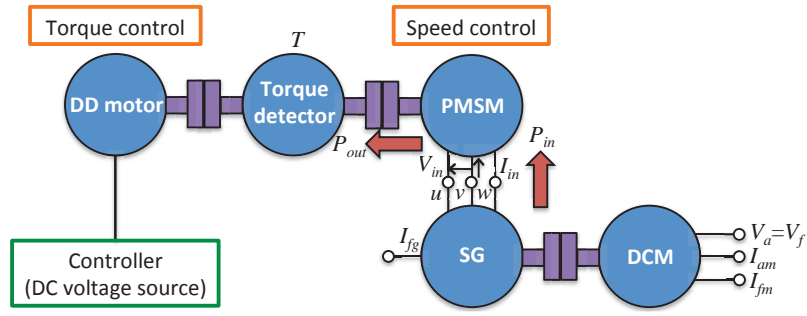 Torque control
T
Speed control
DD motor
Torque
detector
PMSM
P_out
P_in
V_in
I_in
u
v
w
I_fg
SG
DCM
V_a=V_f
I_am
I_fm
Controller
(DC voltage source)